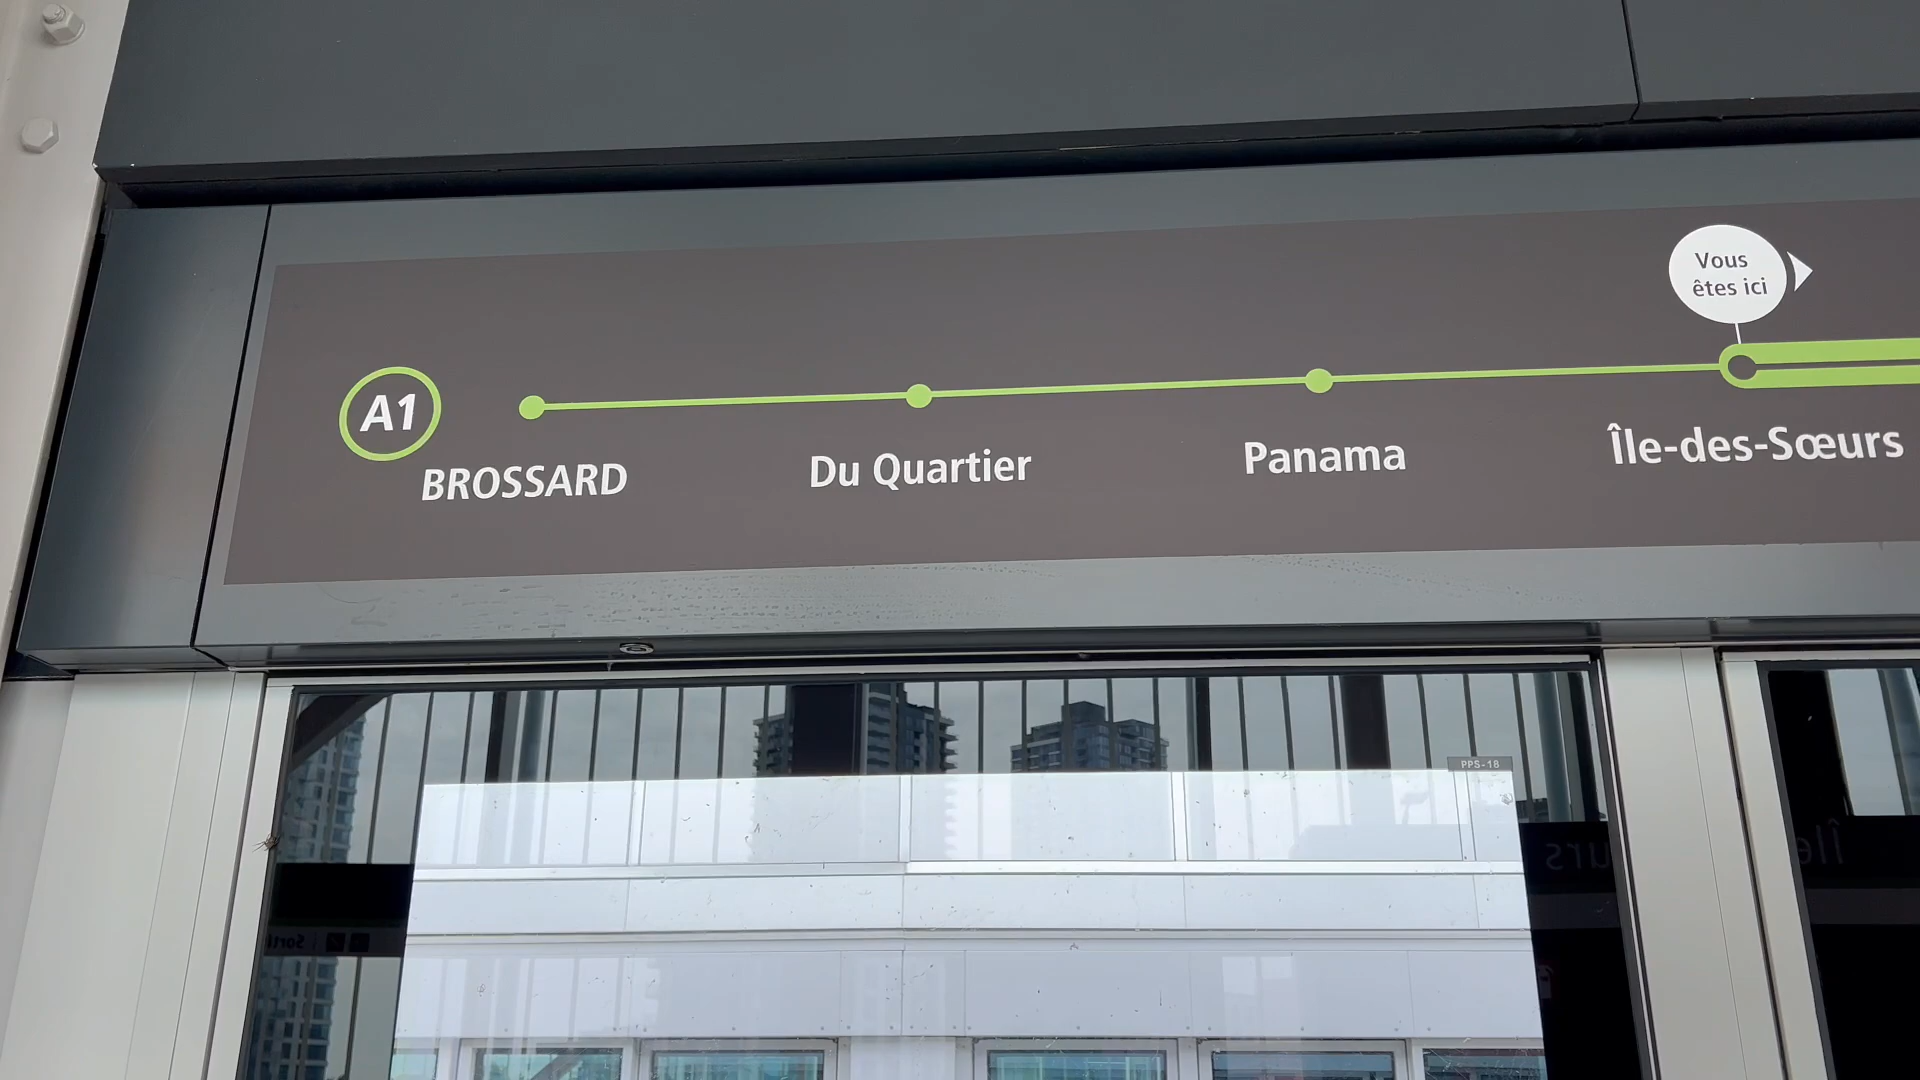 Vous
êtes ici
A1
BROSSARD
Du Quartier
Panama
Île-des-Sœurs
PPS-18